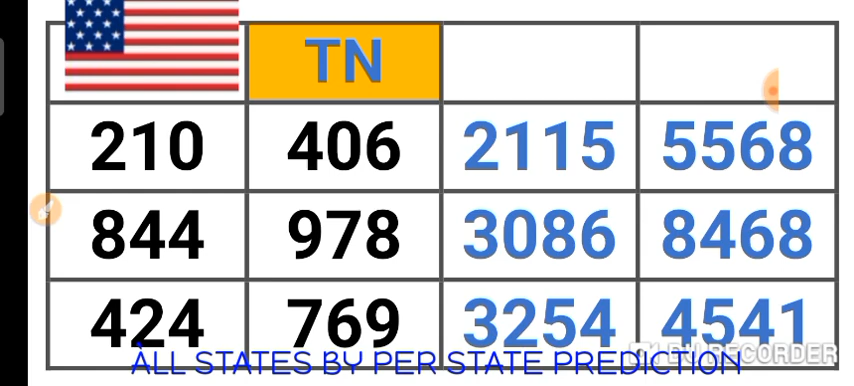 TN
210 406 2115 5568
844 978 3086 8468
424 769 3254 4541
ALL STATES BY PER STATE PREDICTION
RECORDER